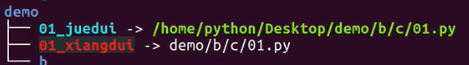 demo
├── 01_juedui -> /home/python/Desktop/demo/b/c/01.py
├── 01_xiangdui -> demo/b/c/01.py
└── b